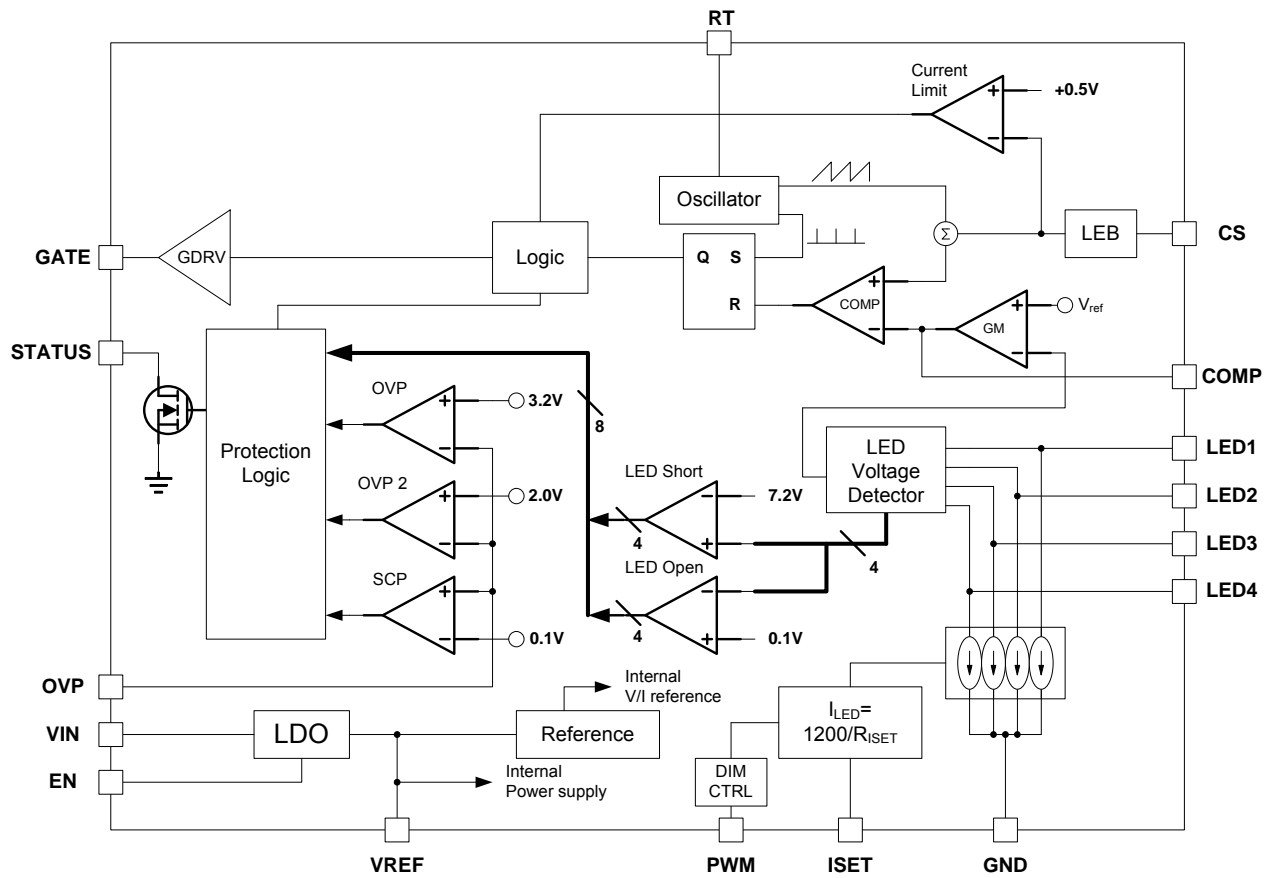 RT
Current
Limit
+
+0.5V
−
Oscillator
Σ
LEB
CS
GATE
GDRV
Logic
Q
S
R
+
COMP
−
+
GM
−
Vref
COMP
STATUS
Protection
Logic
OVP
+
3.2V
−
8
OVP 2
+
2.0V
−
SCP
+
−
0.1V
LED Short
−
7.2V
+
4
4
LED Open
−
+
0.1V
4
LED
Voltage
Detector
LED1
LED2
LED3
LED4
OVP
VIN
EN
LDO
Reference
Internal
V/I reference
Internal
Power supply
ILED=
1200/RISET
DIM
CTRL
VREF
PWM
ISET
GND